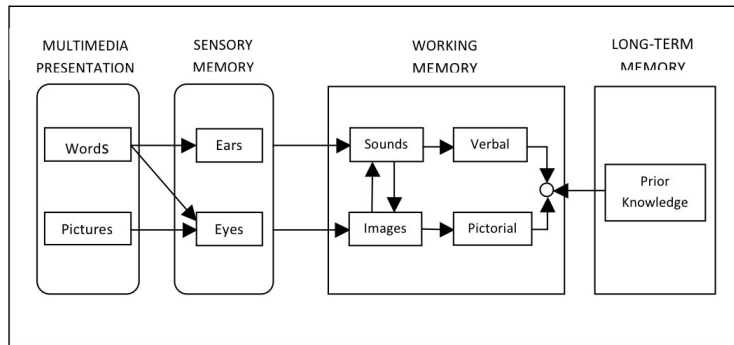 MULTIMEDIA
PRESENTATION
SENSORY
MEMORY
WORKING
MEMORY
LONG-TERM
MEMORY
Words
Ears
Sounds
Verbal
Prior
Knowledge
Pictures
Eyes
Images
Pictorial